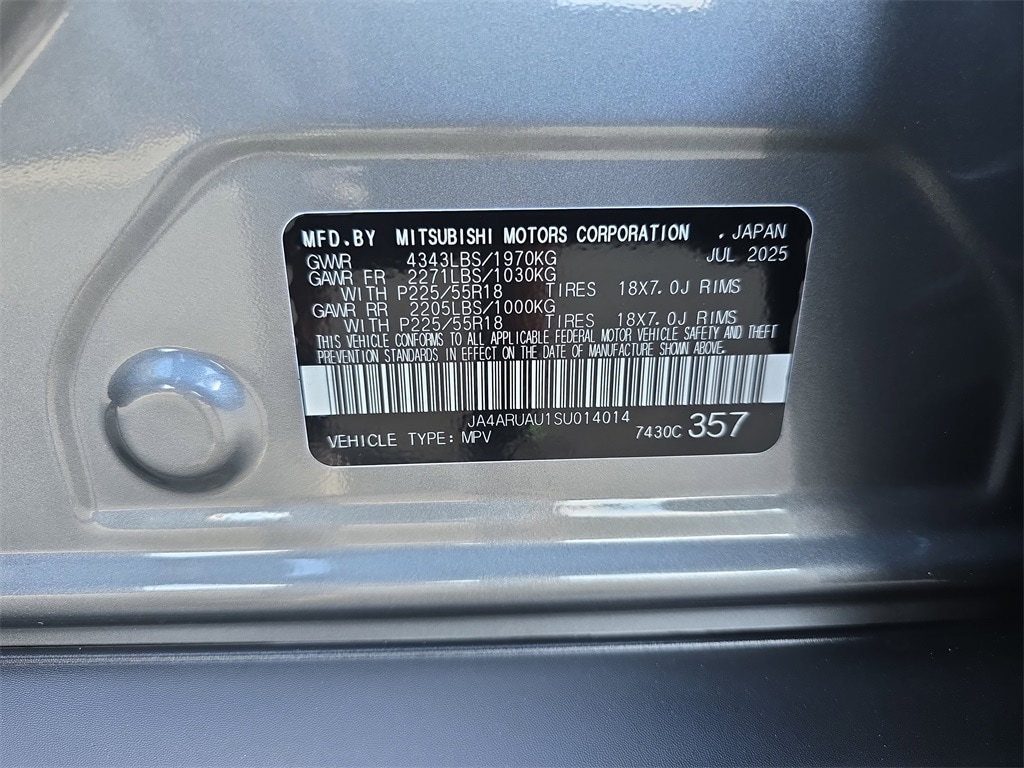 MFD.BY MITSUBISHI MOTORS CORPORATION , JAPAN
GVWR 4343LBS/1970KG JUL 2025
GAWR FR 2271LBS/1030KG
WITH P225/55R18 TIRES 18X7.0J RIMS
GAWR RR 2205LBS/1000KG
WITH P225/55R18 TIRES 18X7.0J RIMS
THIS VEHICLE CONFORMS TO ALL APPLICABLE FEDERAL MOTOR VEHICLE SAFETY AND THEFT
PREVENTION STANDARDS IN EFFECT ON THE DATE OF MANUFACTURE SHOWN ABOVE.
JA4ARUAU1SU014014
VEHICLE TYPE: MPV 7430C 357